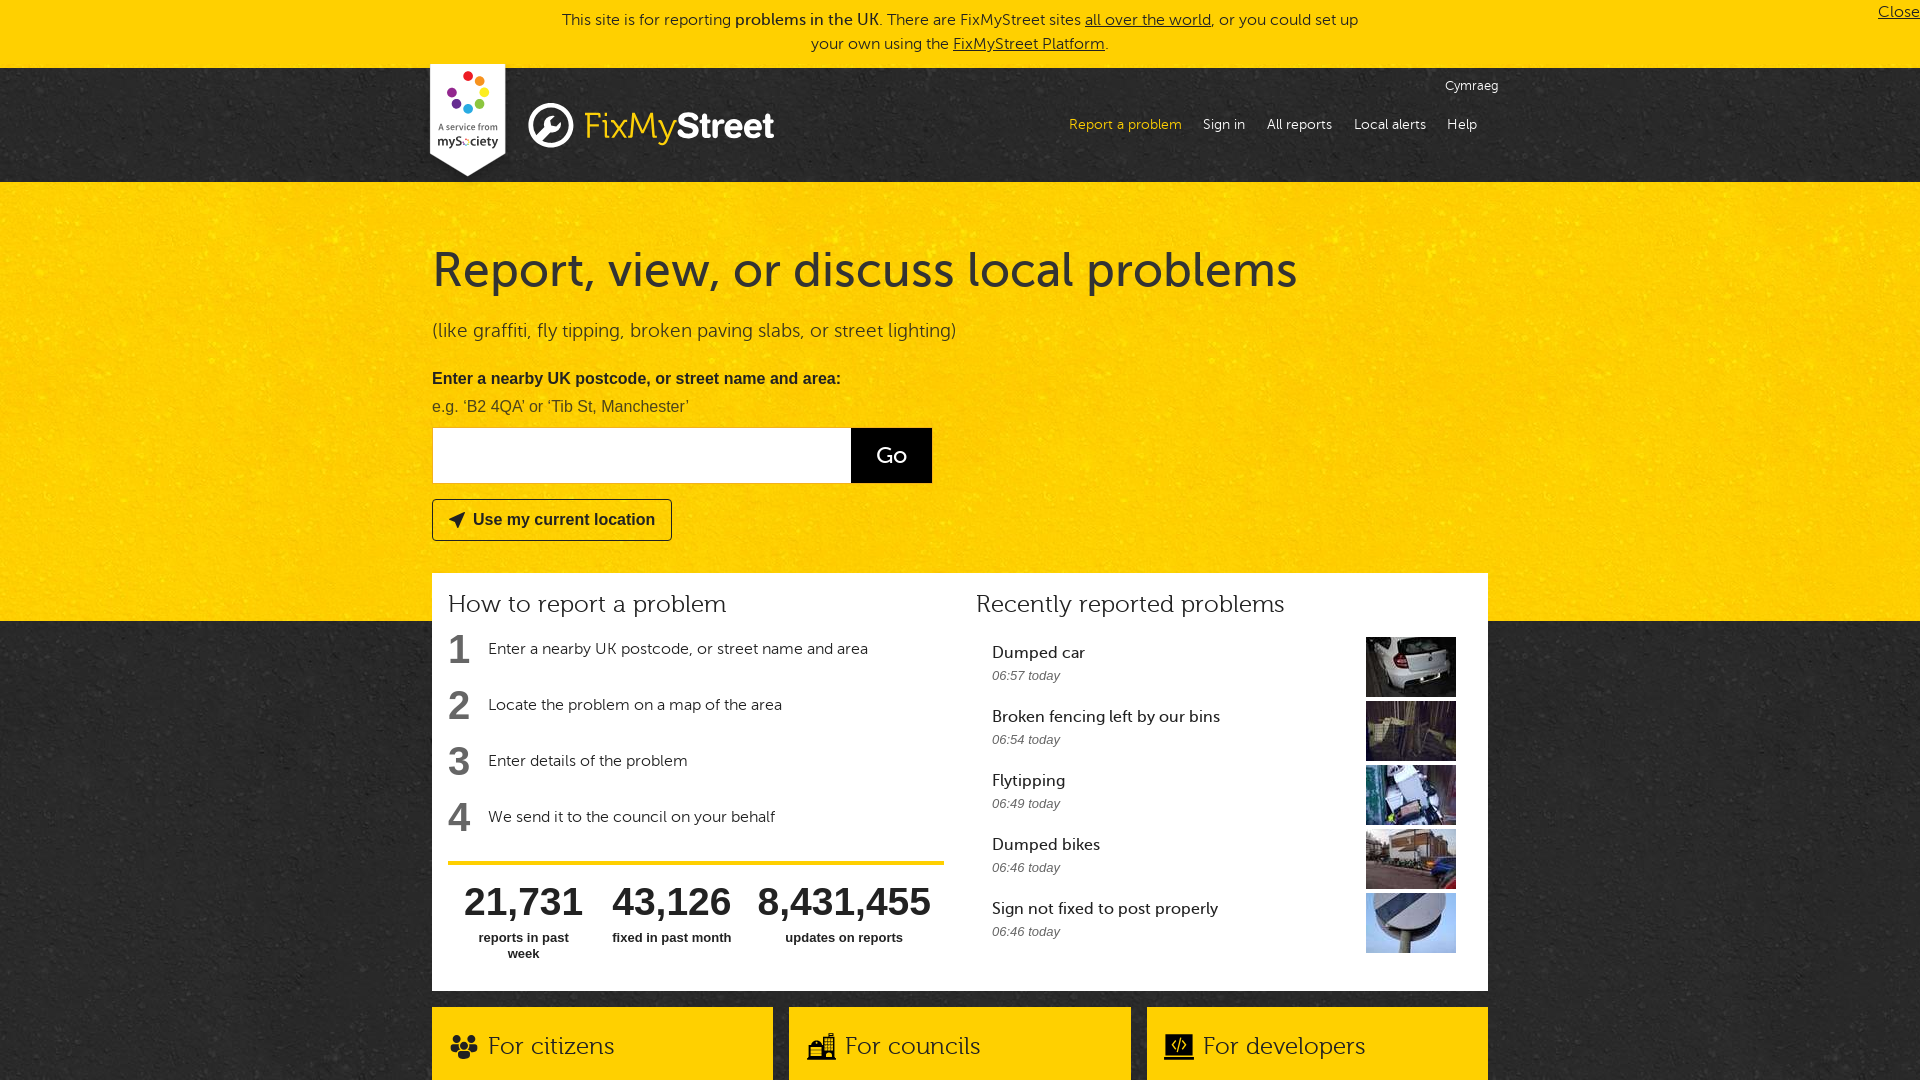 This site is for reporting problems in the UK. There are FixMyStreet sites all over the world, or you could set up
your own using the FixMyStreet Platform.
Close
Cymraeg
A service from
mySociety
FixMyStreet
Report a problem
Sign in
All reports
Local alerts
Help
Report, view, or discuss local problems
(like graffiti, fly tipping, broken paving slabs, or street lighting)
Enter a nearby UK postcode, or street name and area:
e.g. ‘B2 4QA’ or ‘Tib St, Manchester’
Go
Use my current location
How to report a problem
1 Enter a nearby UK postcode, or street name and area
2 Locate the problem on a map of the area
3 Enter details of the problem
4 We send it to the council on your behalf
21,731
reports in past
week
43,126
fixed in past month
8,431,455
updates on reports
Recently reported problems
Dumped car
06:57 today
Broken fencing left by our bins
06:54 today
Flytipping
06:49 today
Dumped bikes
06:46 today
Sign not fixed to post properly
06:46 today
For citizens
For councils
For developers